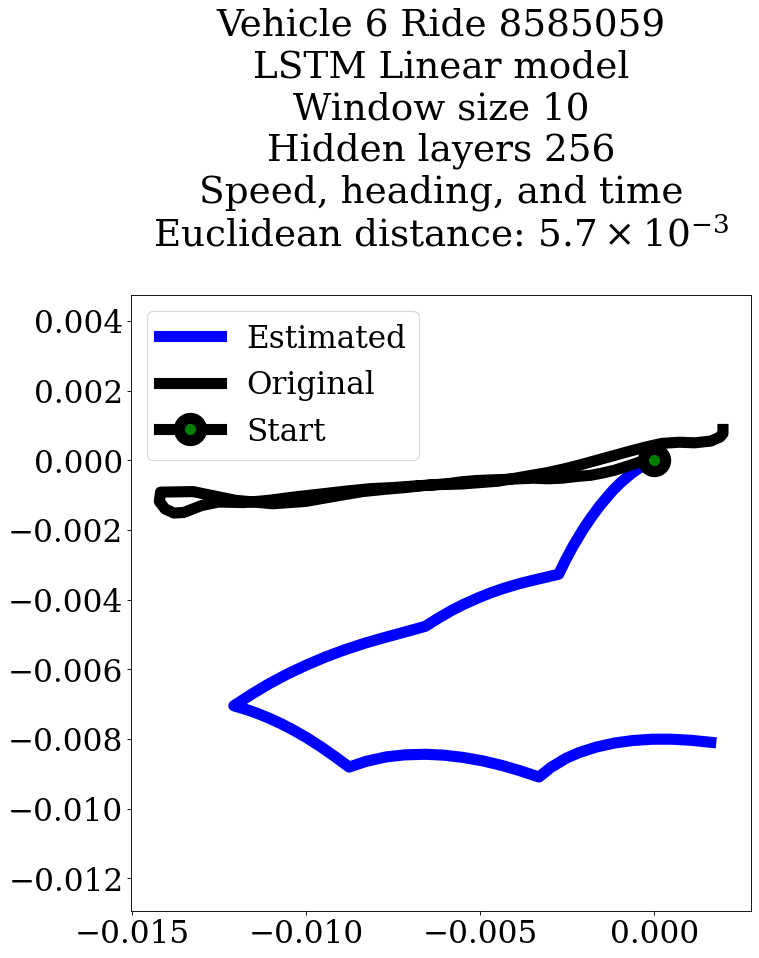 Vehicle 6 Ride 8585059
LSTM Linear model
Window size 10
Hidden layers 256
Speed, heading, and time
Euclidean distance: 5.7 × 10⁻³
Estimated
Original
Start
0.004
0.002
0.000
−0.002
−0.004
−0.006
−0.008
−0.010
−0.012
−0.015 −0.010 −0.005 0.000